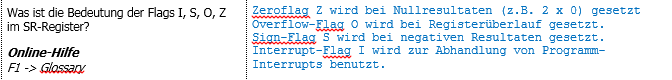 Was ist die Bedeutung der Flags I, S, O, Z
im SR-Register?
Online-Hilfe
F1 -> Glossary
Zeroflag Z wird bei Nullresultaten (z.B. 2 x 0) gesetzt
Overflow-Flag O wird bei Registerüberlauf gesetzt.
Sign-Flag S wird bei negativen Resultaten gesetzt.
Interrupt-Flag I wird zur Abhandlung von Programm-
Interrupts benutzt.